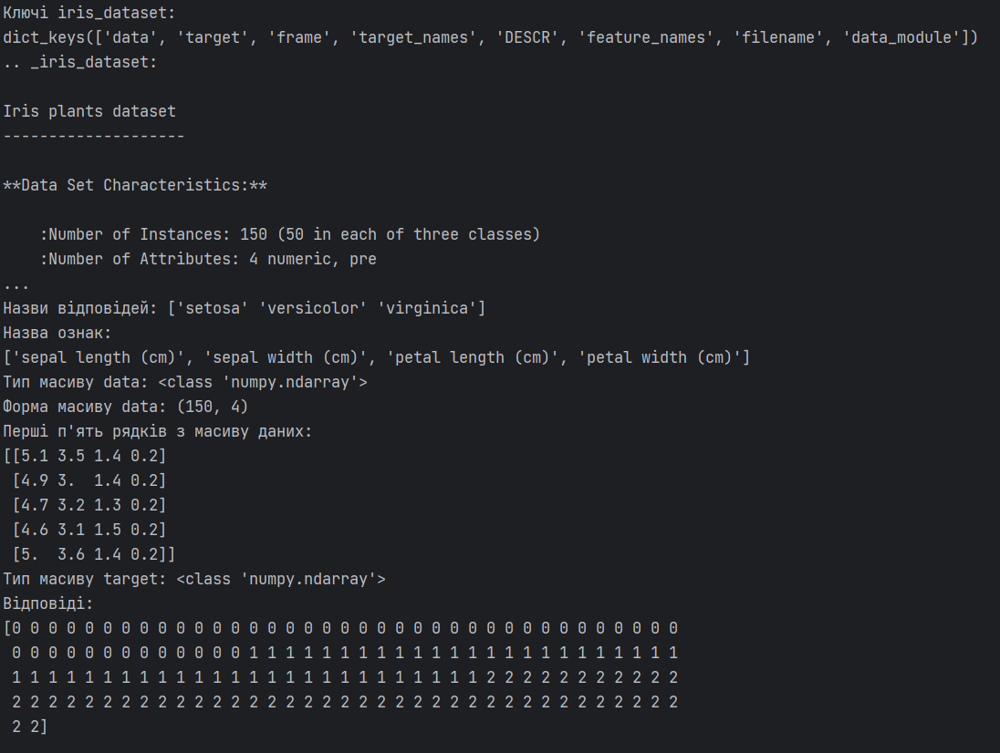 Ключі iris_dataset:
dict_keys(['data', 'target', 'frame', 'target_names', 'DESCR', 'feature_names', 'filename', 'data_module'])
.. _iris_dataset:

Iris plants dataset
--------------------

**Data Set Characteristics:**

    :Number of Instances: 150 (50 in each of three classes)
    :Number of Attributes: 4 numeric, pre
...
Назви відповідей: ['setosa' 'versicolor' 'virginica']
Назва ознак:
['sepal length (cm)', 'sepal width (cm)', 'petal length (cm)', 'petal width (cm)']
Тип масиву data: <class 'numpy.ndarray'>
Форма масиву data: (150, 4)
Перші п'ять рядків з масиву даних:
[[5.1 3.5 1.4 0.2]
 [4.9 3.  1.4 0.2]
 [4.7 3.2 1.3 0.2]
 [4.6 3.1 1.5 0.2]
 [5.  3.6 1.4 0.2]]
Тип масиву target: <class 'numpy.ndarray'>
Відповіді:
[0 0 0 0 0 0 0 0 0 0 0 0 0 0 0 0 0 0 0 0 0 0 0 0 0 0 0 0 0 0 0 0 0 0 0 0 0
 0 0 0 0 0 0 0 0 0 0 0 0 0 1 1 1 1 1 1 1 1 1 1 1 1 1 1 1 1 1 1 1 1 1 1 1 1
 1 1 1 1 1 1 1 1 1 1 1 1 1 1 1 1 1 1 1 1 1 1 1 1 1 1 2 2 2 2 2 2 2 2 2 2 2
 2 2 2 2 2 2 2 2 2 2 2 2 2 2 2 2 2 2 2 2 2 2 2 2 2 2 2 2 2 2 2 2 2 2 2 2 2
 2 2]